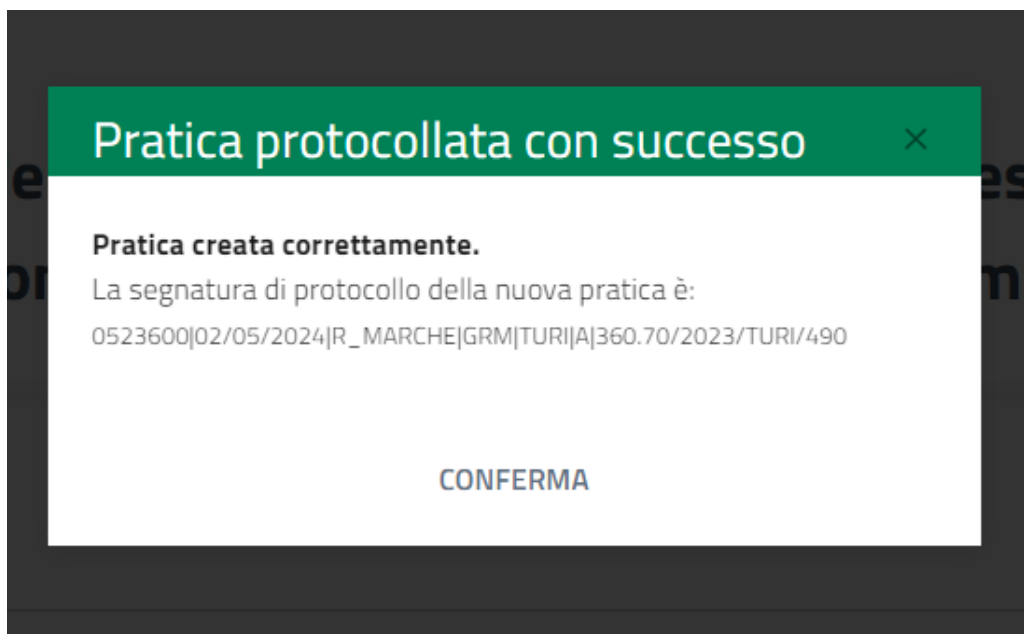 Pratica protocollata con successo
Pratica creata correttamente.
La segnatura di protocollo della nuova pratica è:
0523600|02/05/2024|R_MARCHE|GRM|TURI|A|360.70/2023/TURI/490
CONFERMA